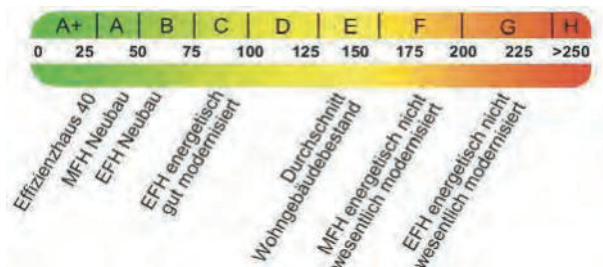 A+ A B C D E F G H
0 25 50 75 100 125 150 175 200 225 >250
Effizienzhaus 40
MFH Neubau
EFH Neubau
EFH energetisch
gut modernisiert
Durchschnitt
Wohngebäudebestand
MFH energetisch nicht
wesentlich modernisiert
EFH energetisch nicht
wesentlich modernisiert